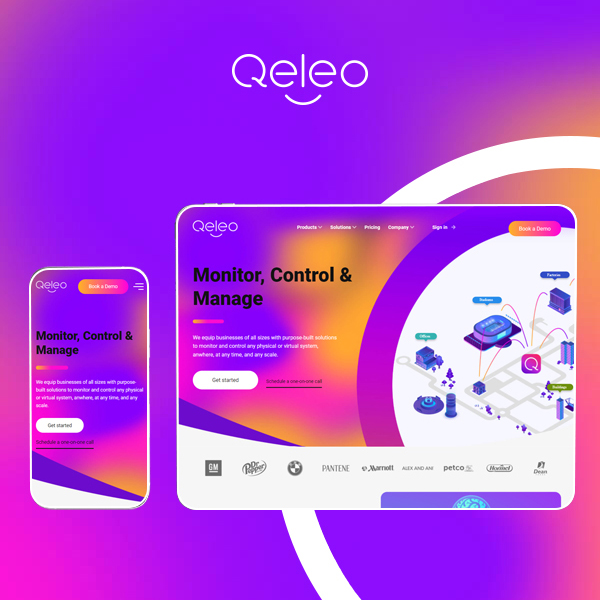 Qeleo
Qeleo
Products Solutions Pricing Company Sign in Book a Demo
Monitor, Control &
Manage
We equip businesses of all sizes with purpose-built solutions
to monitor and control any physical or virtual system,
anwhere, at any time, and any scale.
Get started Schedule a one-on-one call
Factories
Stadiums
Offices
Buildings
Q
GM Dr Pepper PANTENE Marriott ALEX AND ANI petco Hormel Dean
Qeleo Book a Demo
Monitor, Control &
Manage
We equip businesses of all sizes with purpose-
built solutions to monitor and control any physical
or virtual system, anwhere, at any time, and any
scale.
Get started
Schedule a one-on-one call